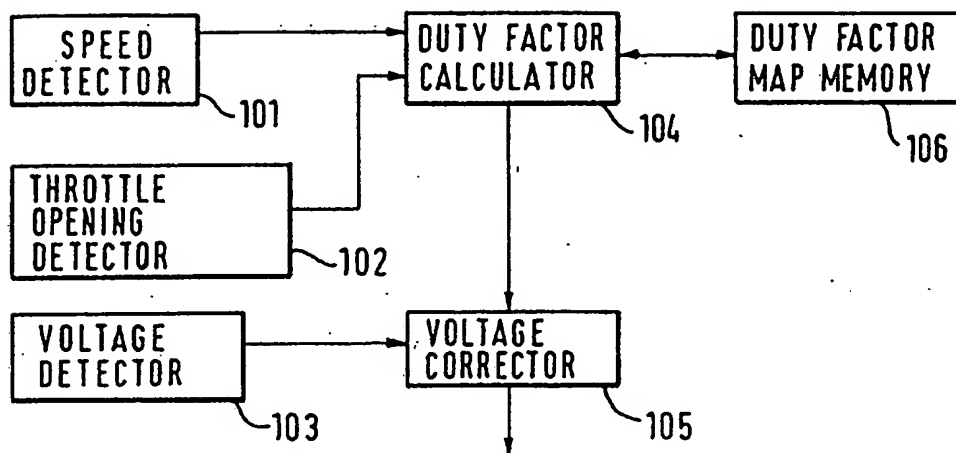 SPEED
DETECTOR
101
DUTY FACTOR
CALCULATOR
104
DUTY FACTOR
MAP MEMORY
106
THROTTLE
OPENING
DETECTOR
102
VOLTAGE
DETECTOR
103
VOLTAGE
CORRECTOR
105